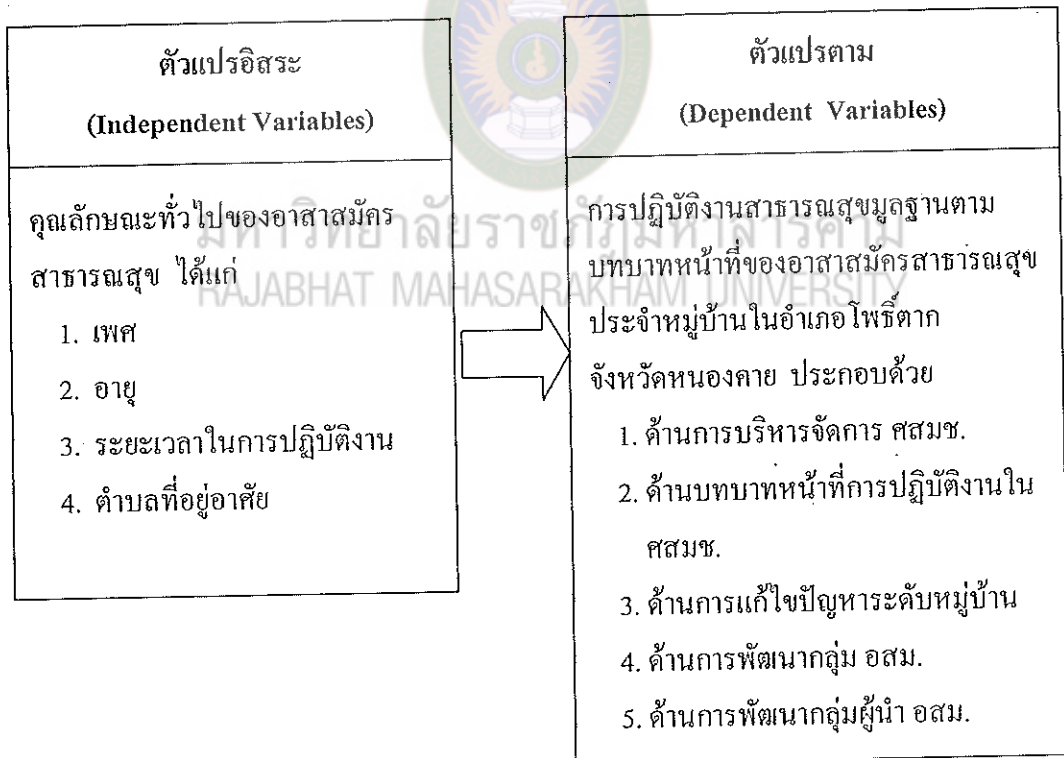 ตัวแปรอิสระ
(Independent Variables)
คุณลักษณะทั่วไปของอาสาสมัคร
สาธารณสุข ได้แก่
1. เพศ
2. อายุ
3. ระยะเวลาในการปฏิบัติงาน
4. ตำบลที่อยู่อาศัย
ตัวแปรตาม
(Dependent Variables)
การปฏิบัติงานสาธารณสุขมูลฐานตาม
บทบาทหน้าที่ของอาสาสมัครสาธารณสุข
ประจำหมู่บ้านในอำเภอโพธิ์ตาก
จังหวัดหนองคาย ประกอบด้วย
1. ด้านการบริหารจัดการ ศสมช.
2. ด้านบทบาทหน้าที่การปฏิบัติงานใน
ศสมช.
3. ด้านการแก้ไขปัญหาระดับหมู่บ้าน
4. ด้านการพัฒนากลุ่ม อสม.
5. ด้านการพัฒนากลุ่มผู้นำ อสม.
มหาวิทยาลัยราชภัฏมหาสารคาม
RAJABHAT MAHASARAKHAM UNIVERSITY